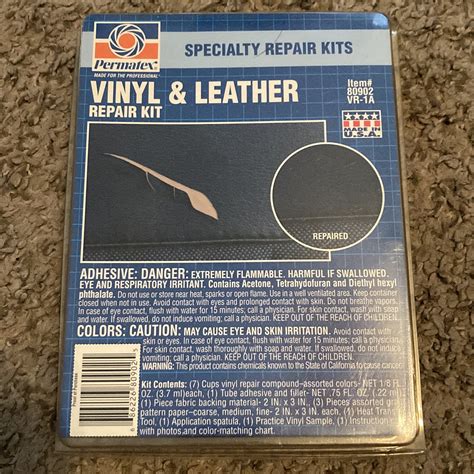 Permatex
MADE FOR THE PROFESSIONAL
SPECIALTY REPAIR KITS
VINYL & LEATHER
REPAIR KIT
Item#
80902
VR-1A
MADE IN
U.S.A.
REPAIRED
ADHESIVE: DANGER: EXTREMELY FLAMMABLE. HARMFUL IF SWALLOWED.
EYE AND RESPIRATORY IRRITANT. Contains Acetone, Tetrahydofuran and Diethyl hexyl
phthalate. Do not use or store near heat, sparks or open flame. Use in a well ventilated area. Keep container
closed when not in use. Avoid contact with eyes and prolonged contact with skin. Do not breathe vapors.
In case of eye contact, flush with water for 15 minutes; call a physician. In case of skin contact, wash thoroughly
with water. If swallowed, do not induce vomiting; call a physician. KEEP OUT OF THE REACH OF CHILDREN.
COLORS: CAUTION: MAY CAUSE EYE AND SKIN IRRITATION. Avoid contact with
skin or eyes. In case of eye contact, flush with water for 15 minutes; call a physician.
For skin contact, wash thoroughly with soap and water. If swallowed, do not induce
vomiting, call a physician. KEEP OUT OF THE REACH OF CHILDREN.
WARNING: This product contains chemicals known to the State of California to cause cancer.
Kit Contents: (7) Cups vinyl repair compound–assorted colors- NET 1/8 FL
OZ. (3.7 ml each), (1) Tube adhesive and filler- NET .75 FL. OZ. (22 ml)
(1) Piece fabric backing material- 2 IN. X 3 IN., (3) Pieces assorted
pattern paper–coarse, medium, fine- 2 IN. X 3 IN. each, (1) Heat Trans
Tool, (1) Application spatula, (1) Practice Vinyl Sample, (1) Instruction
with photos and color-matching chart.
6 86226 80902